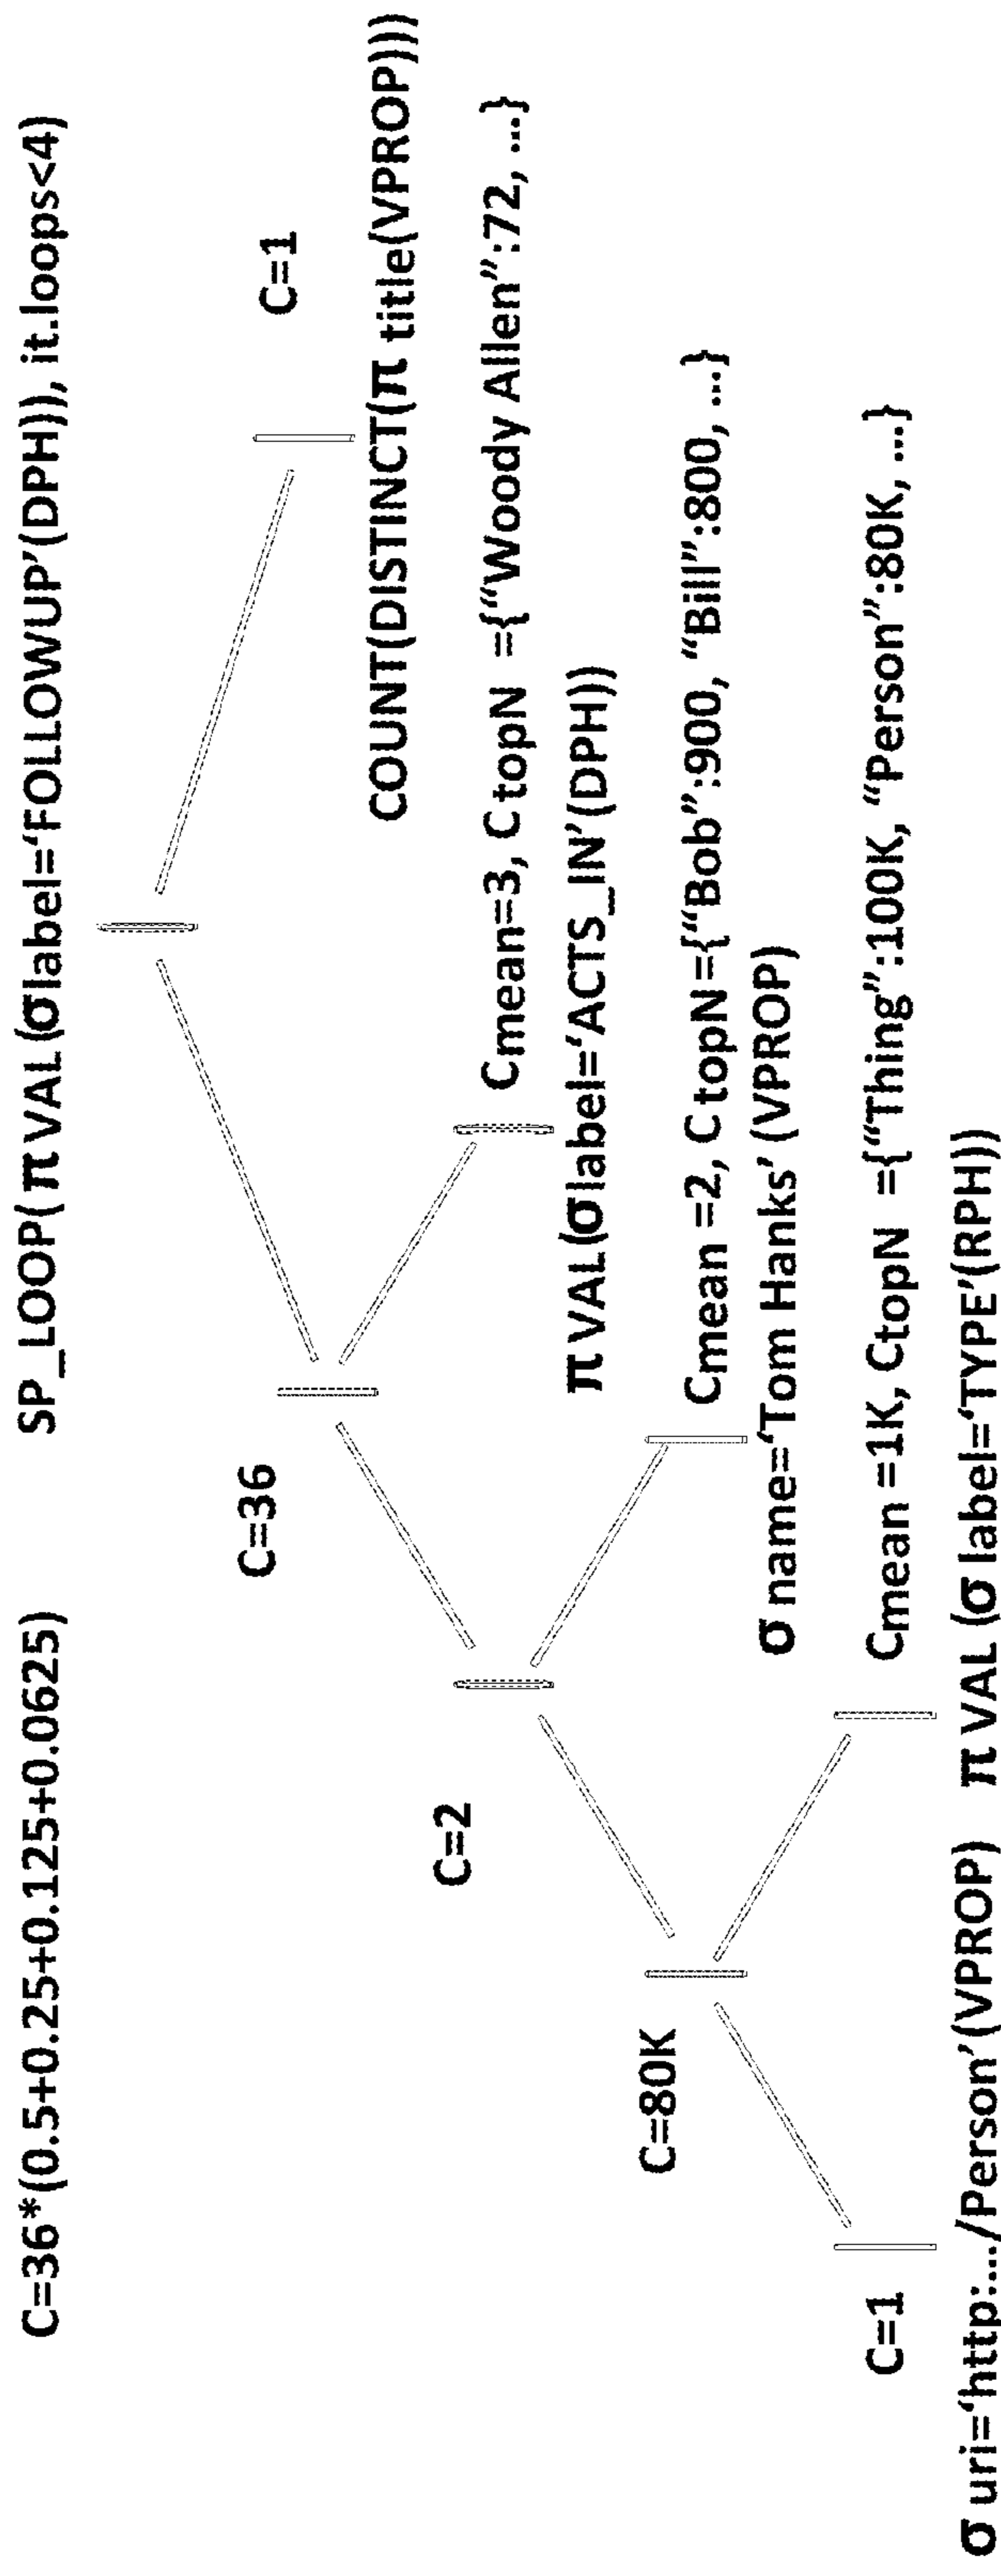 C=36*(0.5+0.25+0.125+0.0625)
SP_LOOP(π VAL(σlabel='FOLLOWUP'(DPH)), it.loops<4)
C=36
C=1
COUNT(DISTINCT(π title(VPROP)))
C=2
Cmean=3, C topN ={"Woody Allen":72, ...}
π VAL(σlabel='ACTS_IN'(DPH))
C=80K
Cmean =2, C topN={"Bob":900, "Bill":800, ...}
σ name='Tom Hanks' (VPROP)
C=1
Cmean =1K, CtopN ={"Thing":100K, "Person":80K, ...}
σ uri='http:.../Person'(VPROP)
π VAL (σ label='TYPE'(RPH))